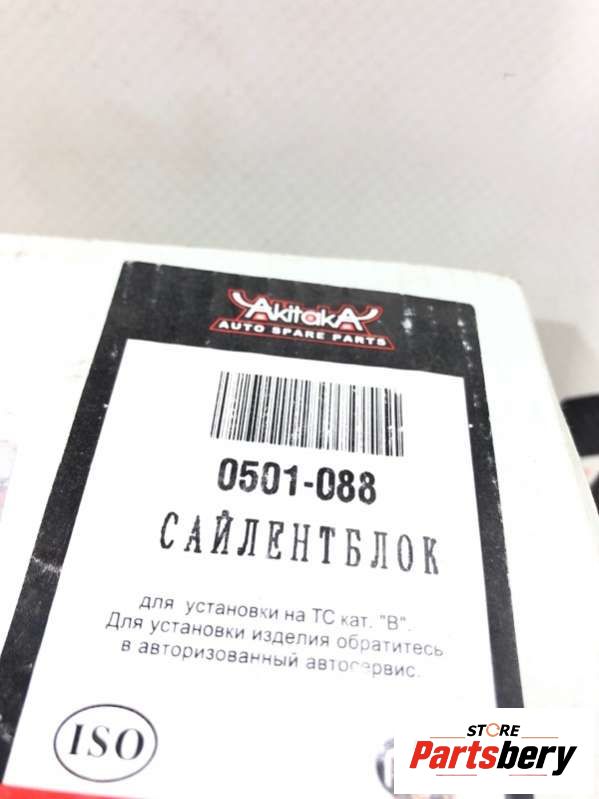 AkitakA
AUTO SPARE PARTS
0501-088
САЙЛЕНТБЛОК
для установки на ТС кат. "В".
Для установки изделия обратитесь
в авторизованный автосервис.
ISO
STORE
Partsbery